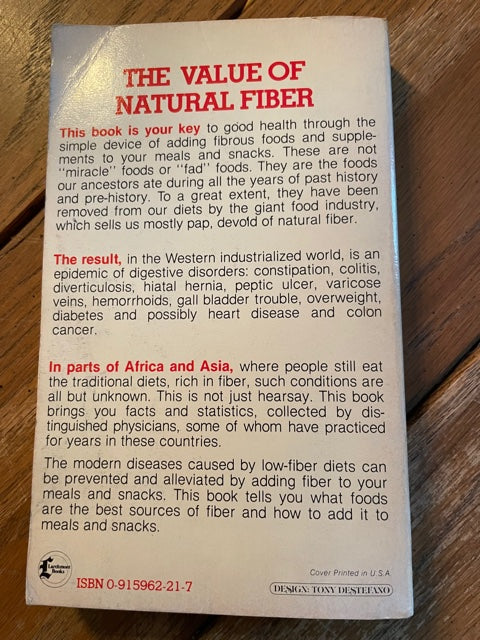 THE VALUE OF
NATURAL FIBER
This book is your key to good health through the
simple device of adding fibrous foods and supple-
ments to your meals and snacks. These are not
"miracle" foods or "fad" foods. They are the foods
our ancestors ate during all the years of past history
and pre-history. To a great extent, they have been
removed from our diets by the giant food industry,
which sells us mostly pap, devoid of natural fiber.
The result, in the Western industrialized world, is an
epidemic of digestive disorders: constipation, colitis,
diverticulosis, hiatal hernia, peptic ulcer, varicose
veins, hemorrhoids, gall bladder trouble, overweight,
diabetes and possibly heart disease and colon
cancer.
In parts of Africa and Asia, where people still eat
the traditional diets, rich in fiber, such conditions are
all but unknown. This is not just hearsay. This book
brings you facts and statistics, collected by dis-
tinguished physicians, some of whom have practiced
for years in these countries.
The modern diseases caused by low-fiber diets can
be prevented and alleviated by adding fiber to your
meals and snacks. This book tells you what foods
are the best sources of fiber and how to add it to
meals and snacks.
Larchmont
Books
ISBN 0-915962-21-7
Cover Printed in U.S.A
DESIGN: TONY DESTEFANO